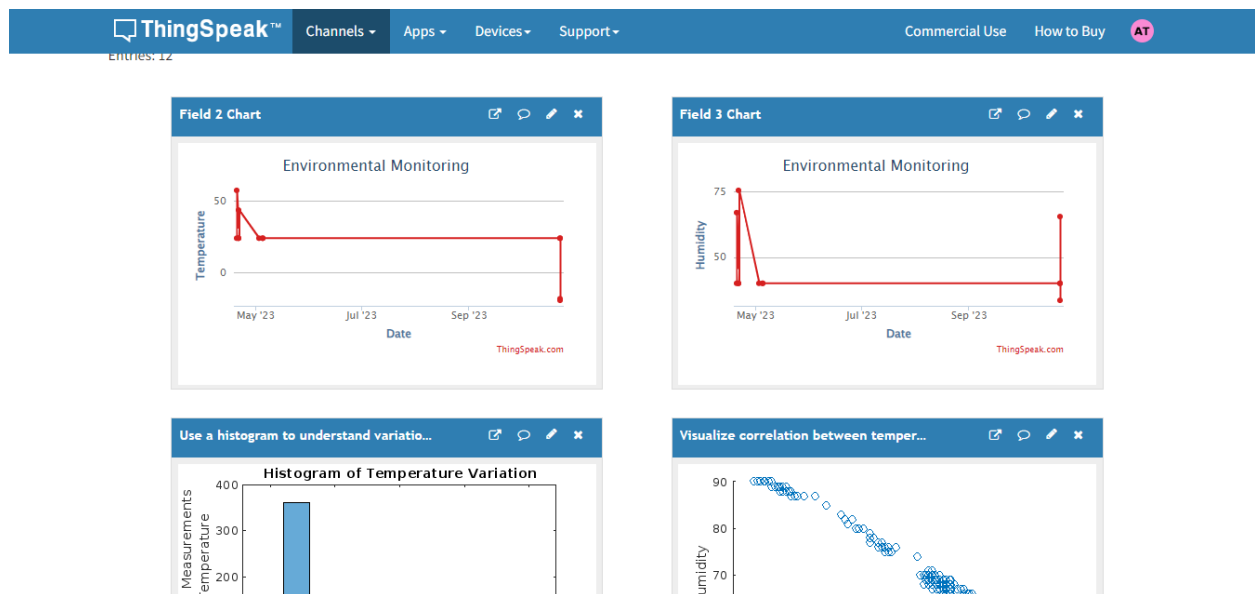 ThingSpeak™ Channels Apps Devices Support Commercial Use How to Buy AT
Entries: 12
Field 2 Chart
Environmental Monitoring
Temperature
50
0
May '23 Jul '23 Sep '23
Date
ThingSpeak.com
Field 3 Chart
Environmental Monitoring
Humidity
75
50
May '23 Jul '23 Sep '23
Date
ThingSpeak.com
Use a histogram to understand variatio...
Histogram of Temperature Variation
Measurements
400
300
200
Visualize correlation between temper...
90
80
70